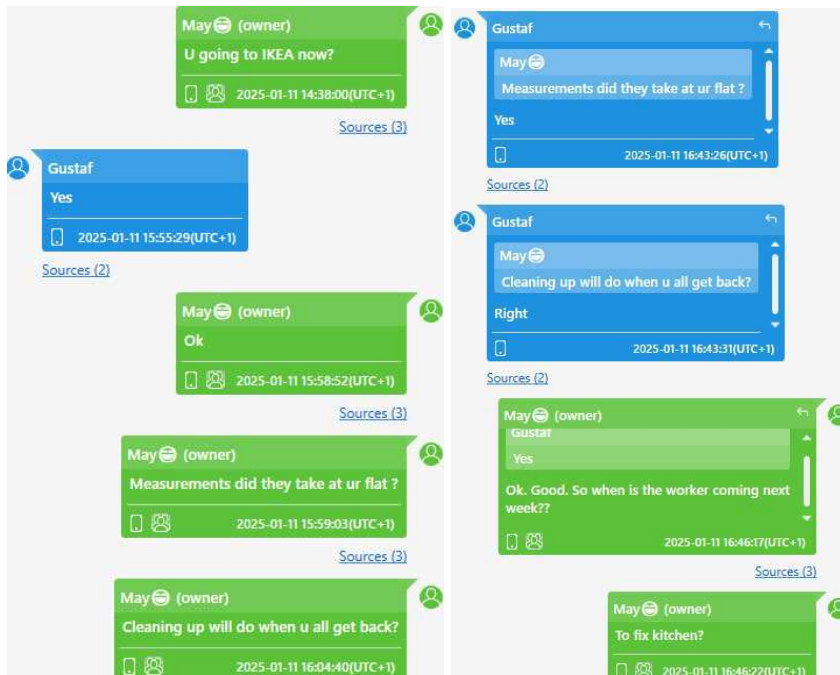 May😁 (owner)
U going to IKEA now?
2025-01-11 14:38:00(UTC+1)
Sources (3)
Gustaf
Yes
2025-01-11 15:55:29(UTC+1)
Sources (2)
May😁 (owner)
Ok
2025-01-11 15:58:52(UTC+1)
Sources (3)
May😁 (owner)
Measurements did they take at ur flat ?
2025-01-11 15:59:03(UTC+1)
Sources (3)
May😁 (owner)
Cleaning up will do when u all get back?
2025-01-11 16:04:40(UTC+1)
Gustaf
May😁
Measurements did they take at ur flat ?
Yes
2025-01-11 16:43:26(UTC+1)
Sources (2)
Gustaf
May😁
Cleaning up will do when u all get back?
Right
2025-01-11 16:43:31(UTC+1)
Sources (2)
May😁 (owner)
Gustaf
Yes
Ok. Good. So when is the worker coming next
week??
2025-01-11 16:46:17(UTC+1)
Sources (3)
May😁 (owner)
To fix kitchen?
2025-01-11 16:46:22(UTC+1)